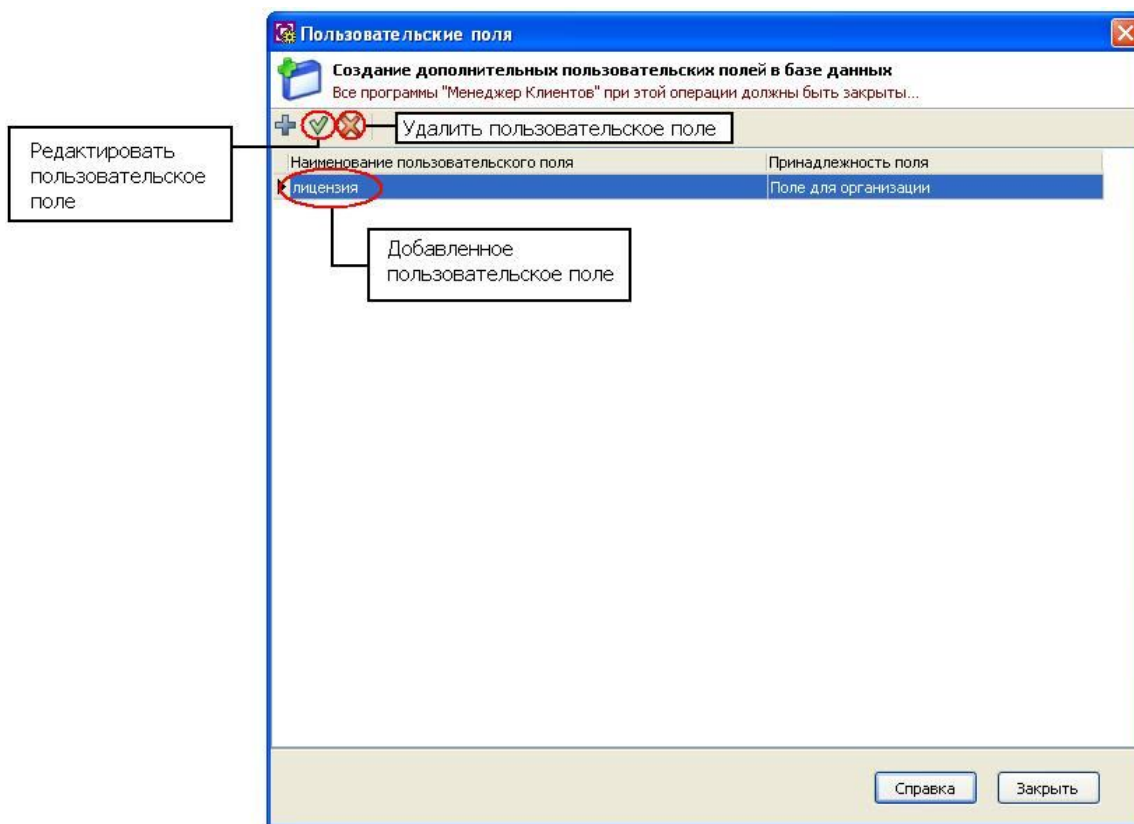 Пользовательские поля
Создание дополнительных пользовательских полей в базе данных
Все программы "Менеджер Клиентов" при этой операции должны быть закрыты...
Удалить пользовательское поле
Редактировать
пользовательское
поле
Наименование пользовательского поля
Принадлежность поля
лицензия
Поле для организации
Добавленное
пользовательское поле
Справка
Закрыть